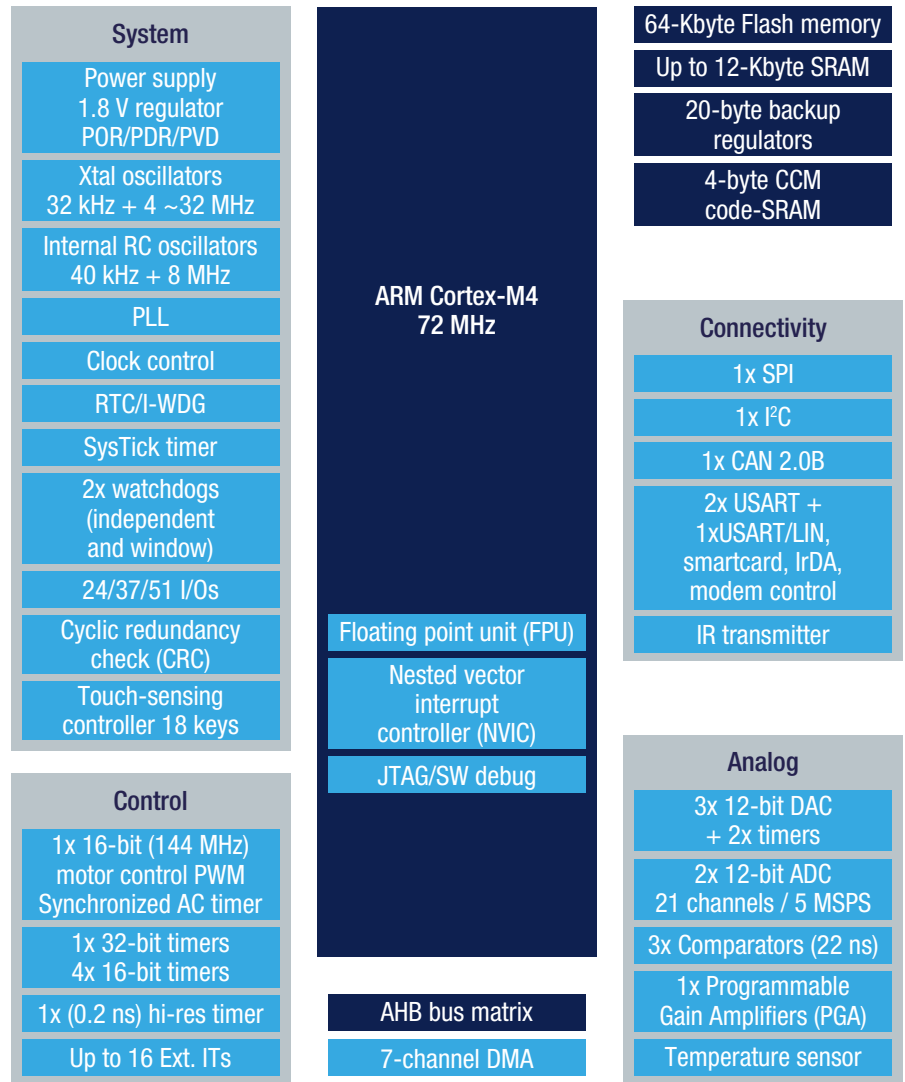 System
Power supply
1.8 V regulator
POR/PDR/PVD
Xtal oscillators
32 kHz + 4 ~32 MHz
Internal RC oscillators
40 kHz + 8 MHz
PLL
Clock control
RTC/I-WDG
SysTick timer
2x watchdogs
(independent
and window)
24/37/51 I/Os
Cyclic redundancy
check (CRC)
Touch-sensing
controller 18 keys
Control
1x 16-bit (144 MHz)
motor control PWM
Synchronized AC timer
1x 32-bit timers
4x 16-bit timers
1x (0.2 ns) hi-res timer
Up to 16 Ext. ITs
ARM Cortex-M4
72 MHz
Floating point unit (FPU)
Nested vector
interrupt
controller (NVIC)
JTAG/SW debug
AHB bus matrix
7-channel DMA
64-Kbyte Flash memory
Up to 12-Kbyte SRAM
20-byte backup
regulators
4-byte CCM
code-SRAM
Connectivity
1x SPI
1x I²C
1x CAN 2.0B
2x USART +
1xUSART/LIN,
smartcard, IrDA,
modem control
IR transmitter
Analog
3x 12-bit DAC
+ 2x timers
2x 12-bit ADC
21 channels / 5 MSPS
3x Comparators (22 ns)
1x Programmable
Gain Amplifiers (PGA)
Temperature sensor